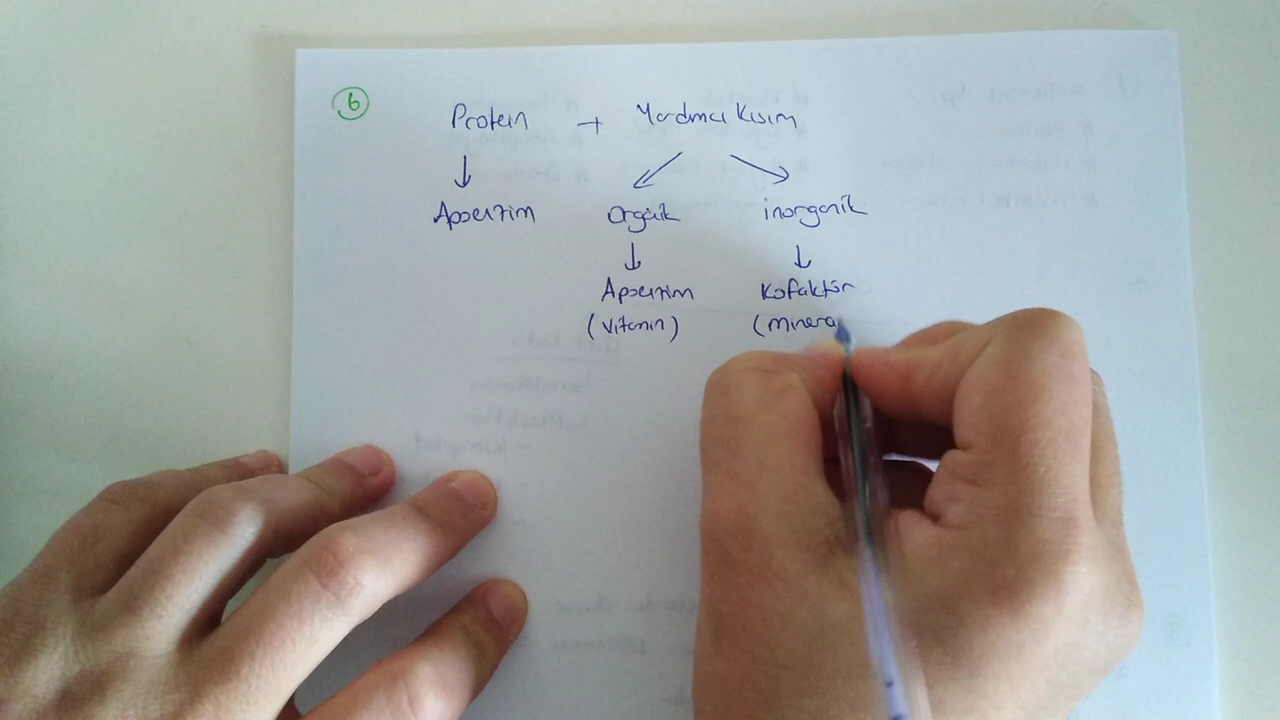 6
Protein + Yardımcı Kısım
Apoenzim Organik inorganik
Apoenzim Kofaktör
(Vitamin) (minera